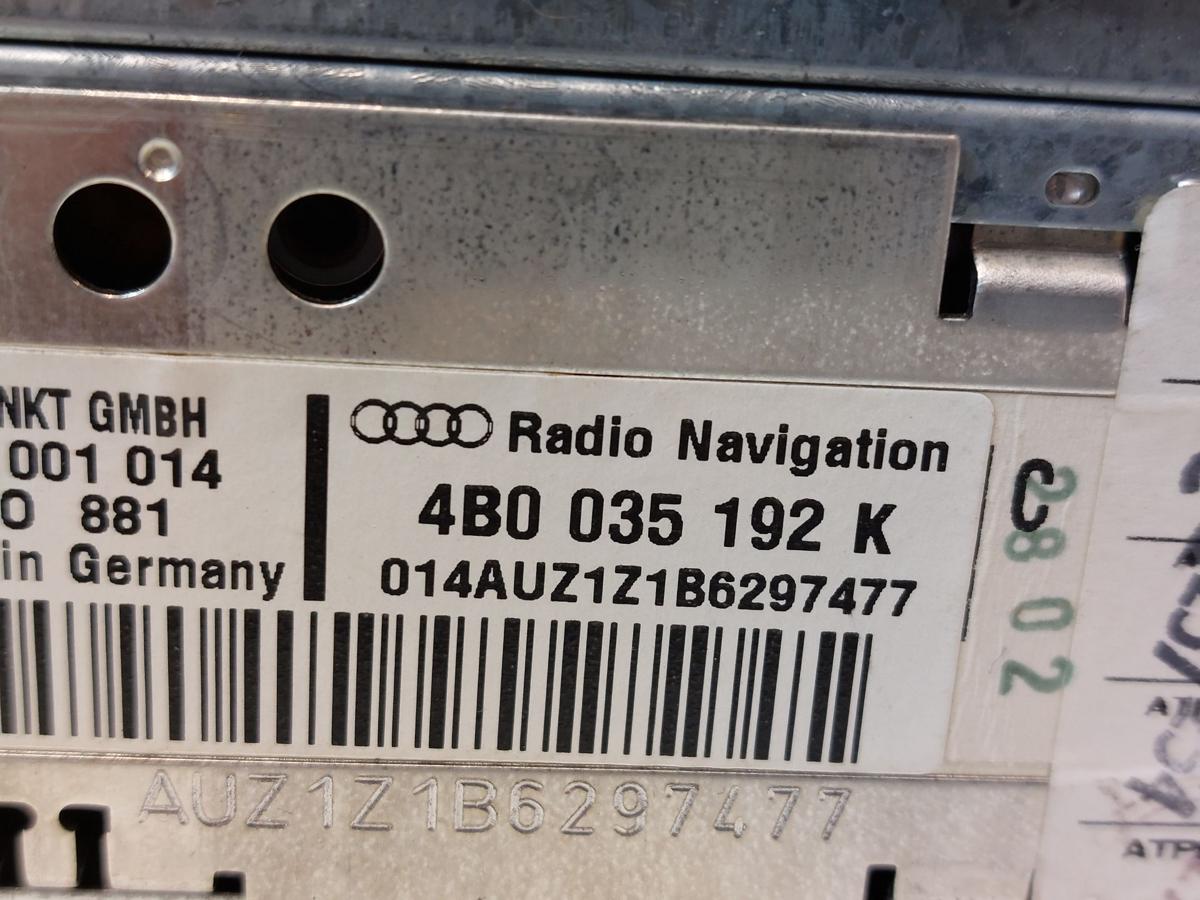 NKT GMBH
001 014
O 881
in Germany
Radio Navigation
4B0 035 192 K
014AUZ1Z1B6297477
2802
AUZ1Z1B6297477